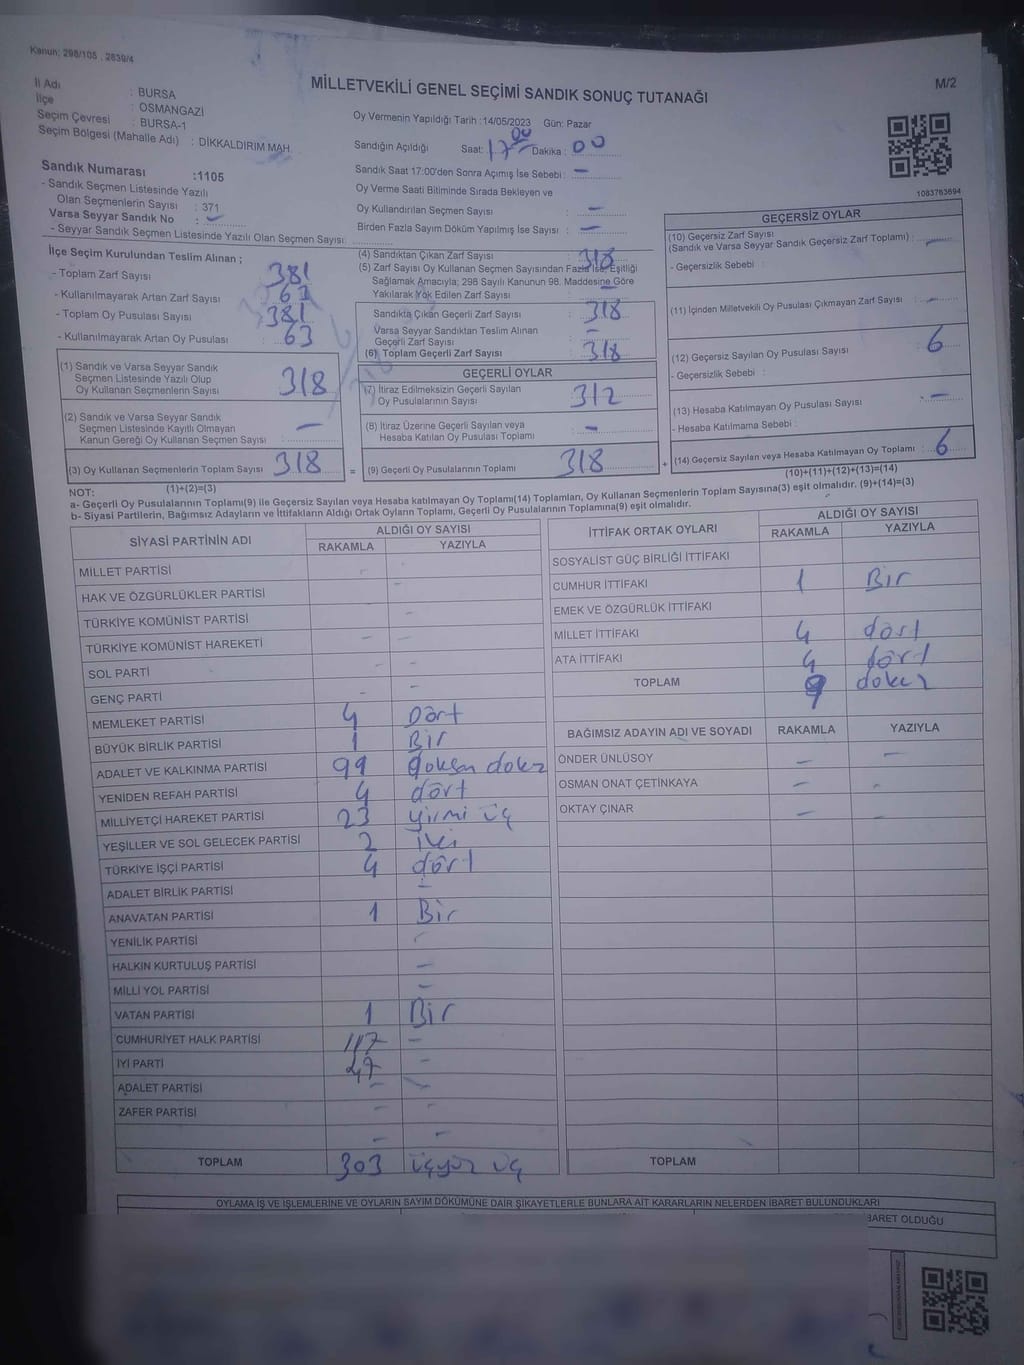 Kanun: 298/105 , 2839/4
MİLLETVEKİLİ GENEL SEÇİMİ SANDIK SONUÇ TUTANAĞI
M/2
İl Adı : BURSA
İlçe : OSMANGAZİ
Seçim Çevresi : BURSA-1
Seçim Bölgesi (Mahalle Adı) : DİKKALDIRIM MAH.
Oy Vermenin Yapıldığı Tarih :14/05/2023 Gün: Pazar
Sandığın Açıldığı Saat: 17 00 Dakika : 00
Sandık Saat 17:00'den Sonra Açımış İse Sebebi : -
Oy Verme Saati Bitiminde Sırada Bekleyen ve
Oy Kullandırılan Seçmen Sayısı : -
Birden Fazla Sayım Döküm Yapılmış İse Sayısı : -
1083763694
Sandık Numarası :1105
- Sandık Seçmen Listesinde Yazılı
Olan Seçmenlerin Sayısı : 371
Varsa Seyyar Sandık No : -
- Seyyar Sandık Seçmen Listesinde Yazılı Olan Seçmen Sayısı:
İlçe Seçim Kurulundan Teslim Alınan ;
- Toplam Zarf Sayısı : 381
- Kullanılmayarak Artan Zarf Sayısı : 63
- Toplam Oy Pusulası Sayısı : 381
- Kullanılmayarak Artan Oy Pusulası : 63
(1) Sandık ve Varsa Seyyar Sandık
Seçmen Listesinde Yazılı Olup
Oy Kullanan Seçmenlerin Sayısı : 318
(2) Sandık ve Varsa Seyyar Sandık
Seçmen Listesinde Kayıtlı Olmayan
Kanun Gereği Oy Kullanan Seçmen Sayısı : -
(3) Oy Kullanan Seçmenlerin Toplam Sayısı : 318
(1)+(2)=(3)
(4) Sandıktan Çıkan Zarf Sayısı : 318
(5) Zarf Sayısı Oy Kullanan Seçmen Sayısından Fazla ise, Eşitliği
Sağlamak Amacıyla; 298 Sayılı Kanunun 98. Maddesine Göre
Yakılarak Yok Edilen Zarf Sayısı : -
Sandıkta Çıkan Geçerli Zarf Sayısı : 318
Varsa Seyyar Sandıktan Teslim Alınan
Geçerli Zarf Sayısı : -
(6) Toplam Geçerli Zarf Sayısı : 318
GEÇERLİ OYLAR
(7) İtiraz Edilmeksizin Geçerli Sayılan
Oy Pusulalarının Sayısı : 312
(8) İtiraz Üzerine Geçerli Sayılan veya
Hesaba Katılan Oy Pusulası Toplamı : -
= (9) Geçerli Oy Pusulalarının Toplamı : 318 +
GEÇERSİZ OYLAR
(10) Geçersiz Zarf Sayısı
(Sandık ve Varsa Seyyar Sandık Geçersiz Zarf Toplamı) : -
- Geçersizlik Sebebi :
(11) İçinden Milletvekili Oy Pusulası Çıkmayan Zarf Sayısı : -
(12) Geçersiz Sayılan Oy Pusulası Sayısı : 6
- Geçersizlik Sebebi :
(13) Hesaba Katılmayan Oy Pusulası Sayısı : -
- Hesaba Katılmama Sebebi :
(14) Geçersiz Sayılan veya Hesaba Katılmayan Oy Toplamı : 6
(10)+(11)+(12)+(13)=(14)
NOT:
a- Geçerli Oy Pusulalarının Toplamı(9) ile Geçersiz Sayılan veya Hesaba katılmayan Oy Toplamı(14) Toplamları, Oy Kullanan Seçmenlerin Toplam Sayısına(3) eşit olmalıdır. (9)+(14)=(3)
b- Siyasi Partilerin, Bağımsız Adayların ve İttifakların Aldığı Ortak Oyların Toplamı, Geçerli Oy Pusulalarının Toplamına(9) eşit olmalıdır.
SİYASİ PARTİNİN ADI ALDIĞI OY SAYISI
RAKAMLA YAZIYLA
MİLLET PARTİSİ - -
HAK VE ÖZGÜRLÜKLER PARTİSİ -
TÜRKİYE KOMÜNİST PARTİSİ -
TÜRKİYE KOMÜNİST HAREKETİ - -
SOL PARTİ - -
GENÇ PARTİ - -
MEMLEKET PARTİSİ 4 Dört
BÜYÜK BİRLİK PARTİSİ 1 Bir
ADALET VE KALKINMA PARTİSİ 99 doksan dokuz
YENİDEN REFAH PARTİSİ 4 dört
MİLLİYETÇİ HAREKET PARTİSİ 23 yirmi üç
YEŞİLLER VE SOL GELECEK PARTİSİ 2 iki
TÜRKİYE İŞÇİ PARTİSİ 4 dört
ADALET BİRLİK PARTİSİ -
ANAVATAN PARTİSİ 1 Bir
YENİLİK PARTİSİ -
HALKIN KURTULUŞ PARTİSİ -
MİLLİ YOL PARTİSİ -
VATAN PARTİSİ 1 Bir
CUMHURİYET HALK PARTİSİ 117 -
İYİ PARTİ 47 -
ADALET PARTİSİ - -
ZAFER PARTİSİ - -
- -
TOPLAM 303 üçyüz üç
İTTİFAK ORTAK OYLARI ALDIĞI OY SAYISI
RAKAMLA YAZIYLA
SOSYALİST GÜÇ BİRLİĞİ İTTİFAKI
CUMHUR İTTİFAKI 1 Bir
EMEK VE ÖZGÜRLÜK İTTİFAKI
MİLLET İTTİFAKI 4 dört
ATA İTTİFAKI 4 dört
TOPLAM 9 dokuz
BAĞIMSIZ ADAYIN ADI VE SOYADI RAKAMLA YAZIYLA
ÖNDER ÜNLÜSOY - -
OSMAN ONAT ÇETİNKAYA - -
OKTAY ÇINAR - -
TOPLAM
OYLAMA İŞ VE İŞLEMLERİNE VE OYLARIN SAYIM DÖKÜMÜNE DAİR ŞİKAYETLERLE BUNLARA AİT KARARLARIN NELERDEN İBARET BULUNDUKLARI
BARET OLDUĞU